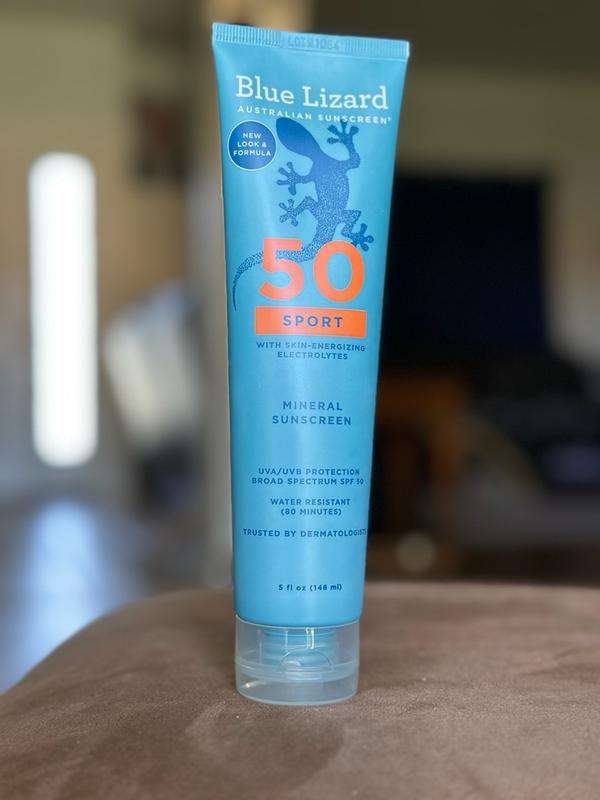 Blue Lizard
AUSTRALIAN SUNSCREEN®
NEW
LOOK &
FORMULA
50
SPORT
WITH SKIN-ENERGIZING
ELECTROLYTES
MINERAL
SUNSCREEN
UVA/UVB PROTECTION
BROAD SPECTRUM SPF 50
WATER RESISTANT
(80 MINUTES)
TRUSTED BY DERMATOLOGISTS
5 fl oz (148 ml)